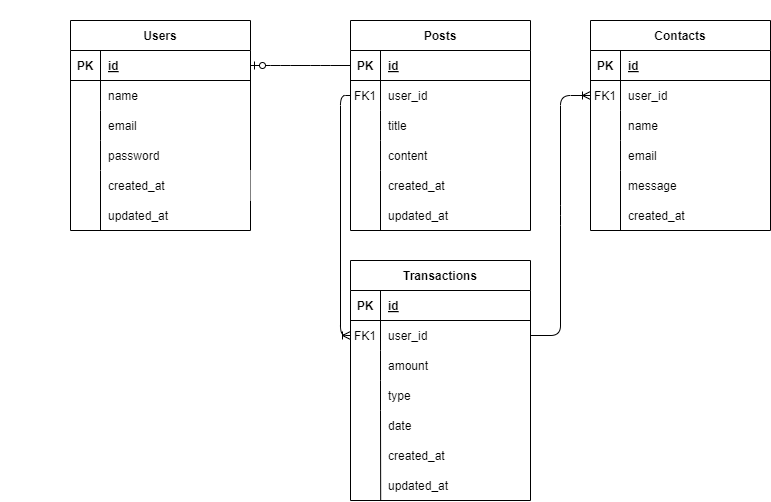 Users
PK id
name
email
password
created_at
updated_at
Posts
PK id
FK1 user_id
title
content
created_at
updated_at
Contacts
PK id
FK1 user_id
name
email
message
created_at
Transactions
PK id
FK1 user_id
amount
type
date
created_at
updated_at